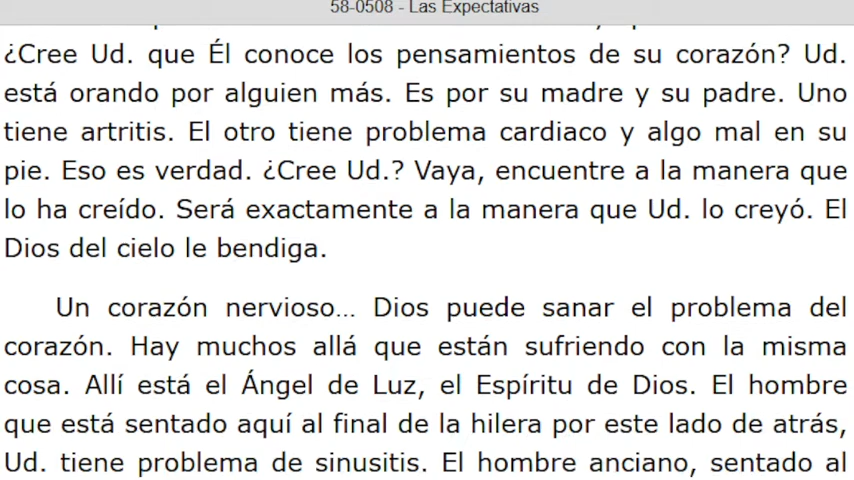 58-0508 - Las Expectativas
¿Cree Ud. que Él conoce los pensamientos de su corazón? Ud.
está orando por alguien más. Es por su madre y su padre. Uno
tiene artritis. El otro tiene problema cardiaco y algo mal en su
pie. Eso es verdad. ¿Cree Ud.? Vaya, encuentre a la manera que
lo ha creído. Será exactamente a la manera que Ud. lo creyó. El
Dios del cielo le bendiga.
Un corazón nervioso... Dios puede sanar el problema del
corazón. Hay muchos allá que están sufriendo con la misma
cosa. Allí está el Ángel de Luz, el Espíritu de Dios. El hombre
que está sentado aquí al final de la hilera por este lado de atrás,
Ud. tiene problema de sinusitis. El hombre anciano, sentado al